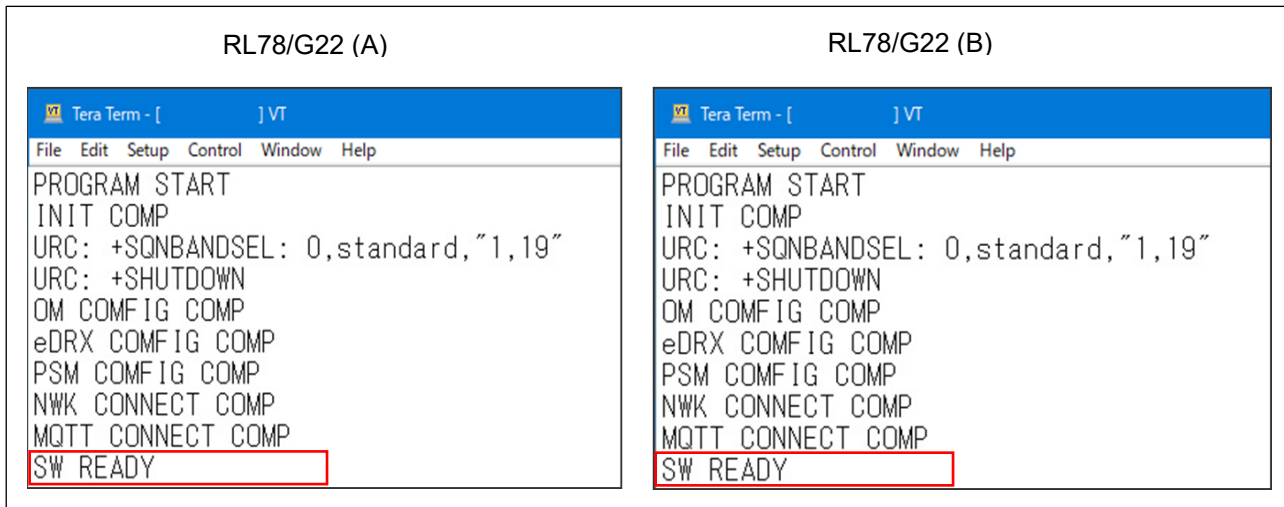 RL78/G22 (A)
Tera Term - [ ] VT
File Edit Setup Control Window Help
PROGRAM START
INIT COMP
URC: +SQNBANDSEL: 0,standard,"1,19"
URC: +SHUTDOWN
OM COMFIG COMP
eDRX COMFIG COMP
PSM COMFIG COMP
NWK CONNECT COMP
MQTT CONNECT COMP
SW READY
RL78/G22 (B)
Tera Term - [ ] VT
File Edit Setup Control Window Help
PROGRAM START
INIT COMP
URC: +SQNBANDSEL: 0,standard,"1,19"
URC: +SHUTDOWN
OM COMFIG COMP
eDRX COMFIG COMP
PSM COMFIG COMP
NWK CONNECT COMP
MQTT CONNECT COMP
SW READY